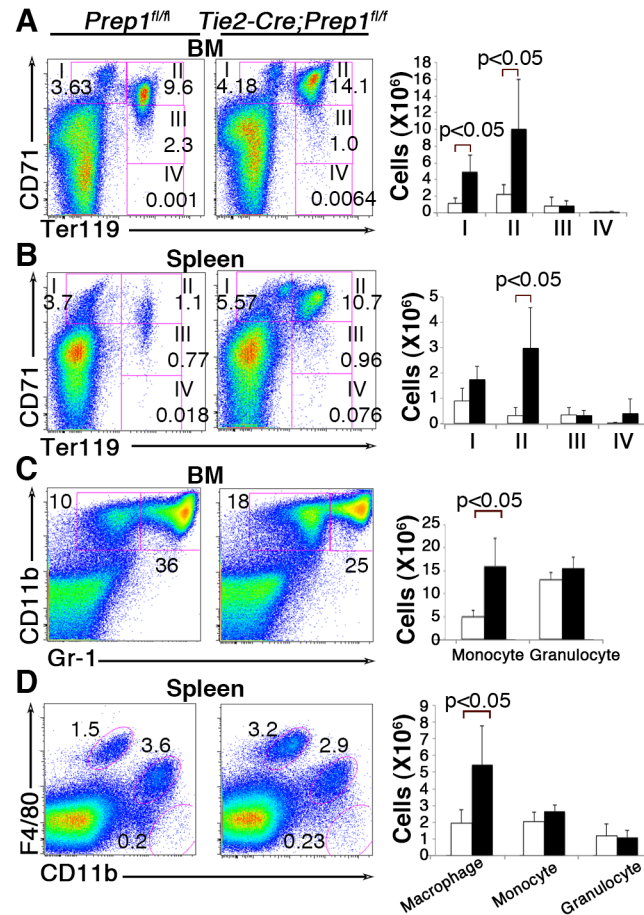 A Prep1fl/fl Tie2-Cre;Prep1fl/f
BM
I II I II
3.63 9.6 4.18 14.1
III III
2.3 1.0
IV IV
0.001 0.0064
CD71
Ter119
Cells (X106)
18
16
14
12
10
8
6
4
2
0
p<0.05
p<0.05
I II III IV
B Spleen
I II I II
3.7 1.1 5.57 10.7
III III
0.77 0.96
IV IV
0.018 0.076
CD71
Ter119
Cells (X106)
6
5
4
3
2
1
0
p<0.05
I II III IV
C BM
10 18
36 25
CD11b
Gr-1
Cells (X106)
25
20
15
10
5
0
p<0.05
Monocyte Granulocyte
D Spleen
1.5 3.6 3.2 2.9
0.2 0.23
F4/80
CD11b
Cells (X106)
9
8
7
6
5
4
3
2
1
0
p<0.05
Macrophage
Monocyte
Granulocyte